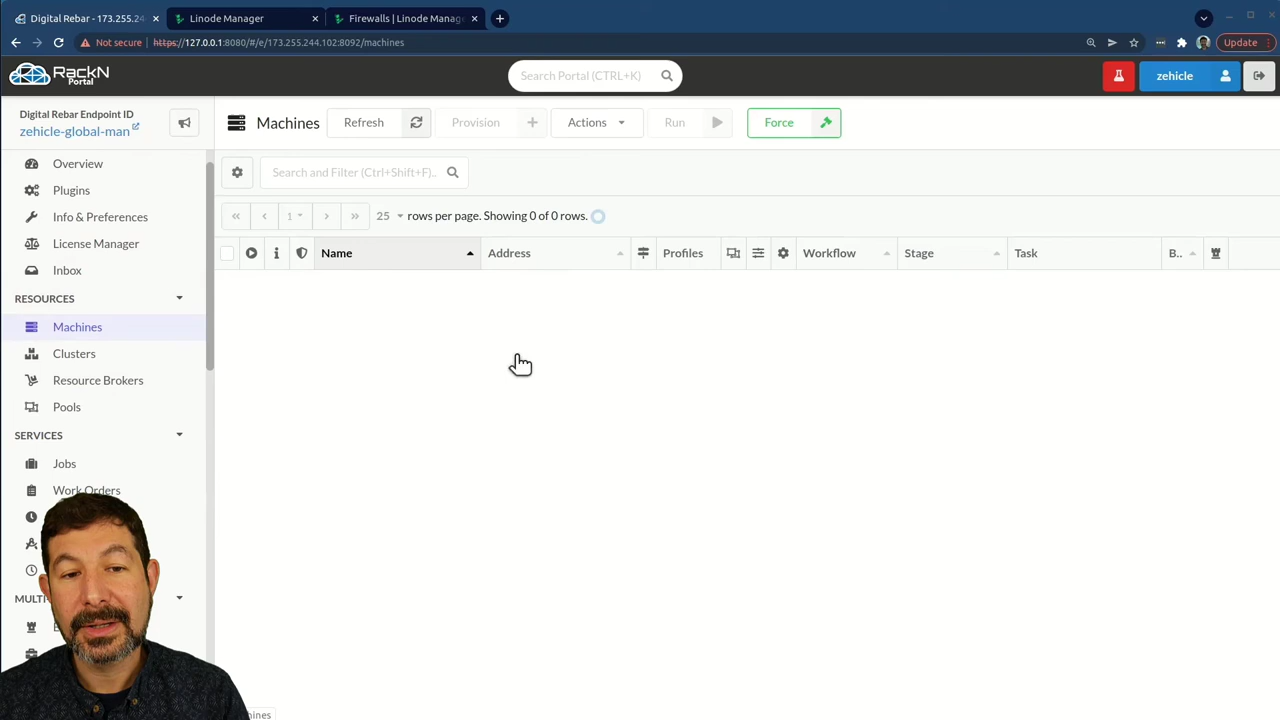 Digital Rebar - 173.255.24
Linode Manager
Firewalls | Linode Manage
Not secure
https://127.0.0.1:8080/#/e/173.255.244.102:8092/machines
Update
RackN
Portal
Search Portal (CTRL+K)
zehicle
Digital Rebar Endpoint ID
zehicle-global-man
Machines
Refresh
Provision
Actions
Run
Force
Overview
Plugins
Info & Preferences
License Manager
Inbox
RESOURCES
Machines
Clusters
Resource Brokers
Pools
SERVICES
Jobs
Work Orders
MULTI
Search and Filter (Ctrl+Shift+F)..
1
25 rows per page. Showing 0 of 0 rows.
Name
Address
Profiles
Workflow
Stage
Task
B..
hines